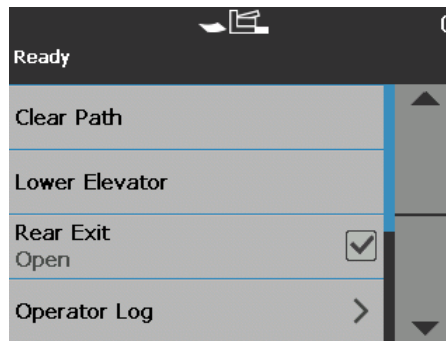 Ready
Clear Path
Lower Elevator
Rear Exit
Open
Operator Log